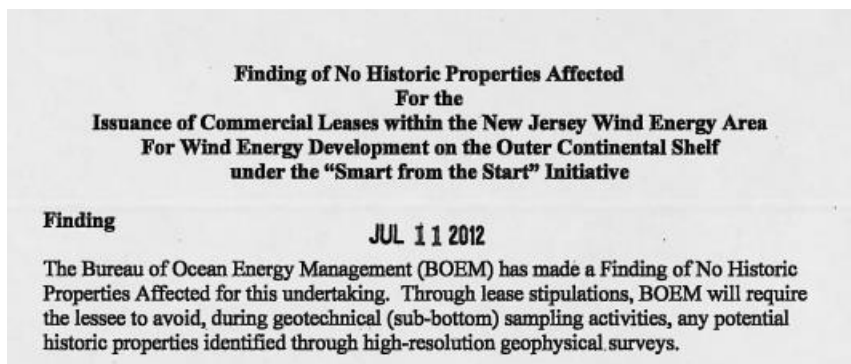 Finding of No Historic Properties Affected
For the
Issuance of Commercial Leases within the New Jersey Wind Energy Area
For Wind Energy Development on the Outer Continental Shelf
under the “Smart from the Start” Initiative
Finding
JUL 11 2012
The Bureau of Ocean Energy Management (BOEM) has made a Finding of No Historic
Properties Affected for this undertaking. Through lease stipulations, BOEM will require
the lessee to avoid, during geotechnical (sub-bottom) sampling activities, any potential
historic properties identified through high-resolution geophysical surveys.